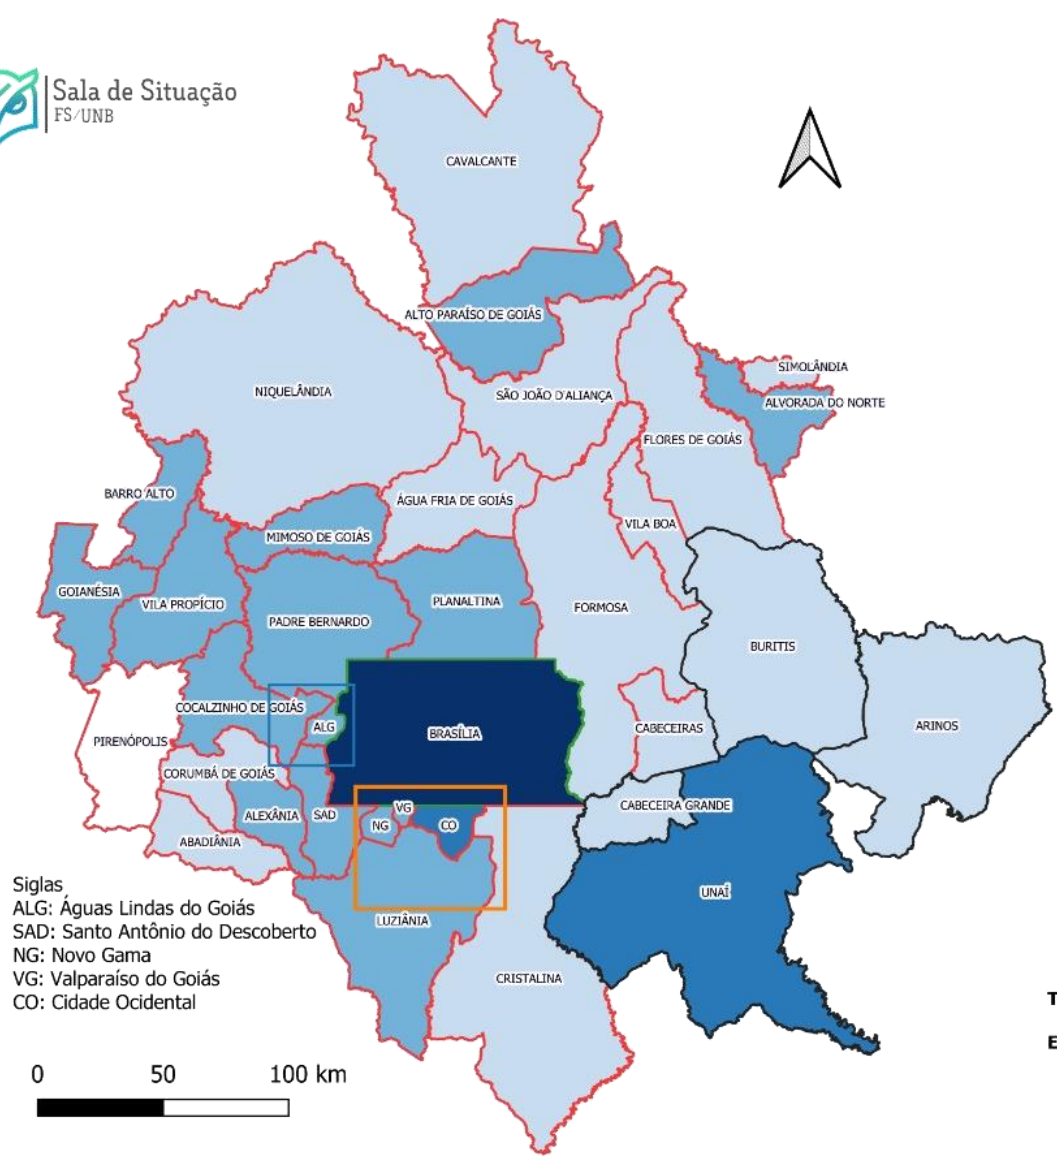 Sala de Situação
FS/UNB
CAVALCANTE
ALTO PARAÍSO DE GOIÁS
SIMOLÂNDIA
NIQUELÂNDIA
SÃO JOÃO D'ALIANÇA
ALVORADA DO NORTE
FLORES DE GOIÁS
BARRO ALTO
ÁGUA FRIA DE GOIÁS
VILA BOA
MIMOSO DE GOIÁS
GOIANÉSIA
VILA PROPÍCIO
PLANALTINA
FORMOSA
PADRE BERNARDO
BURITIS
COCALZINHO DE GOIÁS
ALG
BRASÍLIA
CABECEIRAS
ARINOS
PIRENÓPOLIS
CORUMBÁ DE GOIÁS
CABECEIRA GRANDE
VG
ALEXÂNIA
SAD
NG
CO
ABADIÂNIA
UNAÍ
LUZIÂNIA
CRISTALINA
Siglas
ALG: Águas Lindas do Goiás
SAD: Santo Antônio do Descoberto
NG: Novo Gama
VG: Valparaíso do Goiás
CO: Cidade Ocidental
T
E
0 50 100 km